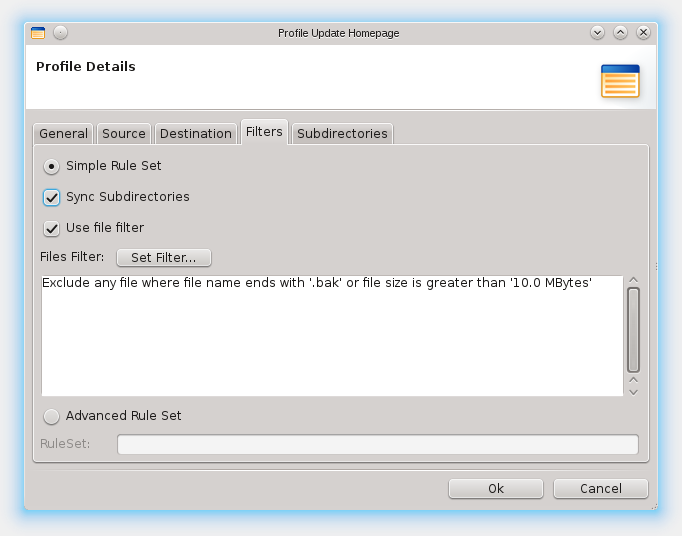 Profile Update Homepage
Profile Details
General Source Destination Filters Subdirectories
Simple Rule Set
Sync Subdirectories
Use file filter
Files Filter: Set Filter...
Exclude any file where file name ends with '.bak' or file size is greater than '10.0 MBytes'
Advanced Rule Set
RuleSet:
Ok Cancel